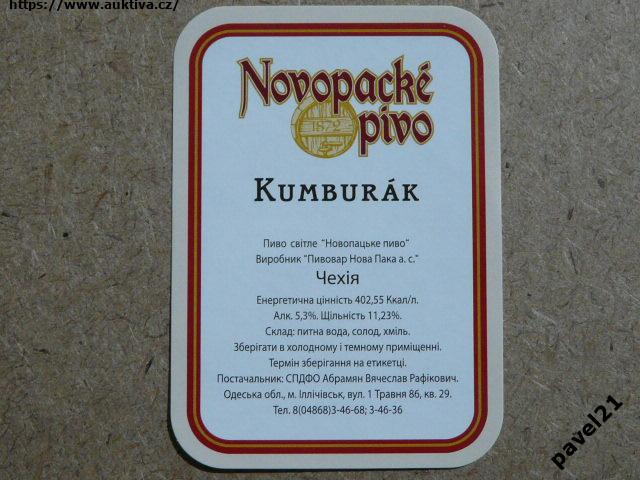 https://www.auktiva.cz/
Novopacké
1872
pivo
KUMBURÁK
Пиво світле "Новопацьке пиво"
Виробник "Пивовар Нова Пака а. с."
Чехія
Енергетична цінність 402,55 Ккал/л.
Алк. 5,3%. Щільність 11,23%.
Склад: питна вода, солод, хміль.
Зберігати в холодному і темному приміщенні.
Термін зберігання на етикетці.
Постачальник: СПДФО Абрамян Вячеслав Рафікович.
Одеська обл., м. Іллічівськ, вул. 1 Травня 86, кв. 29.
Тел. 8(04868)3-46-68; 3-46-36
pavel21